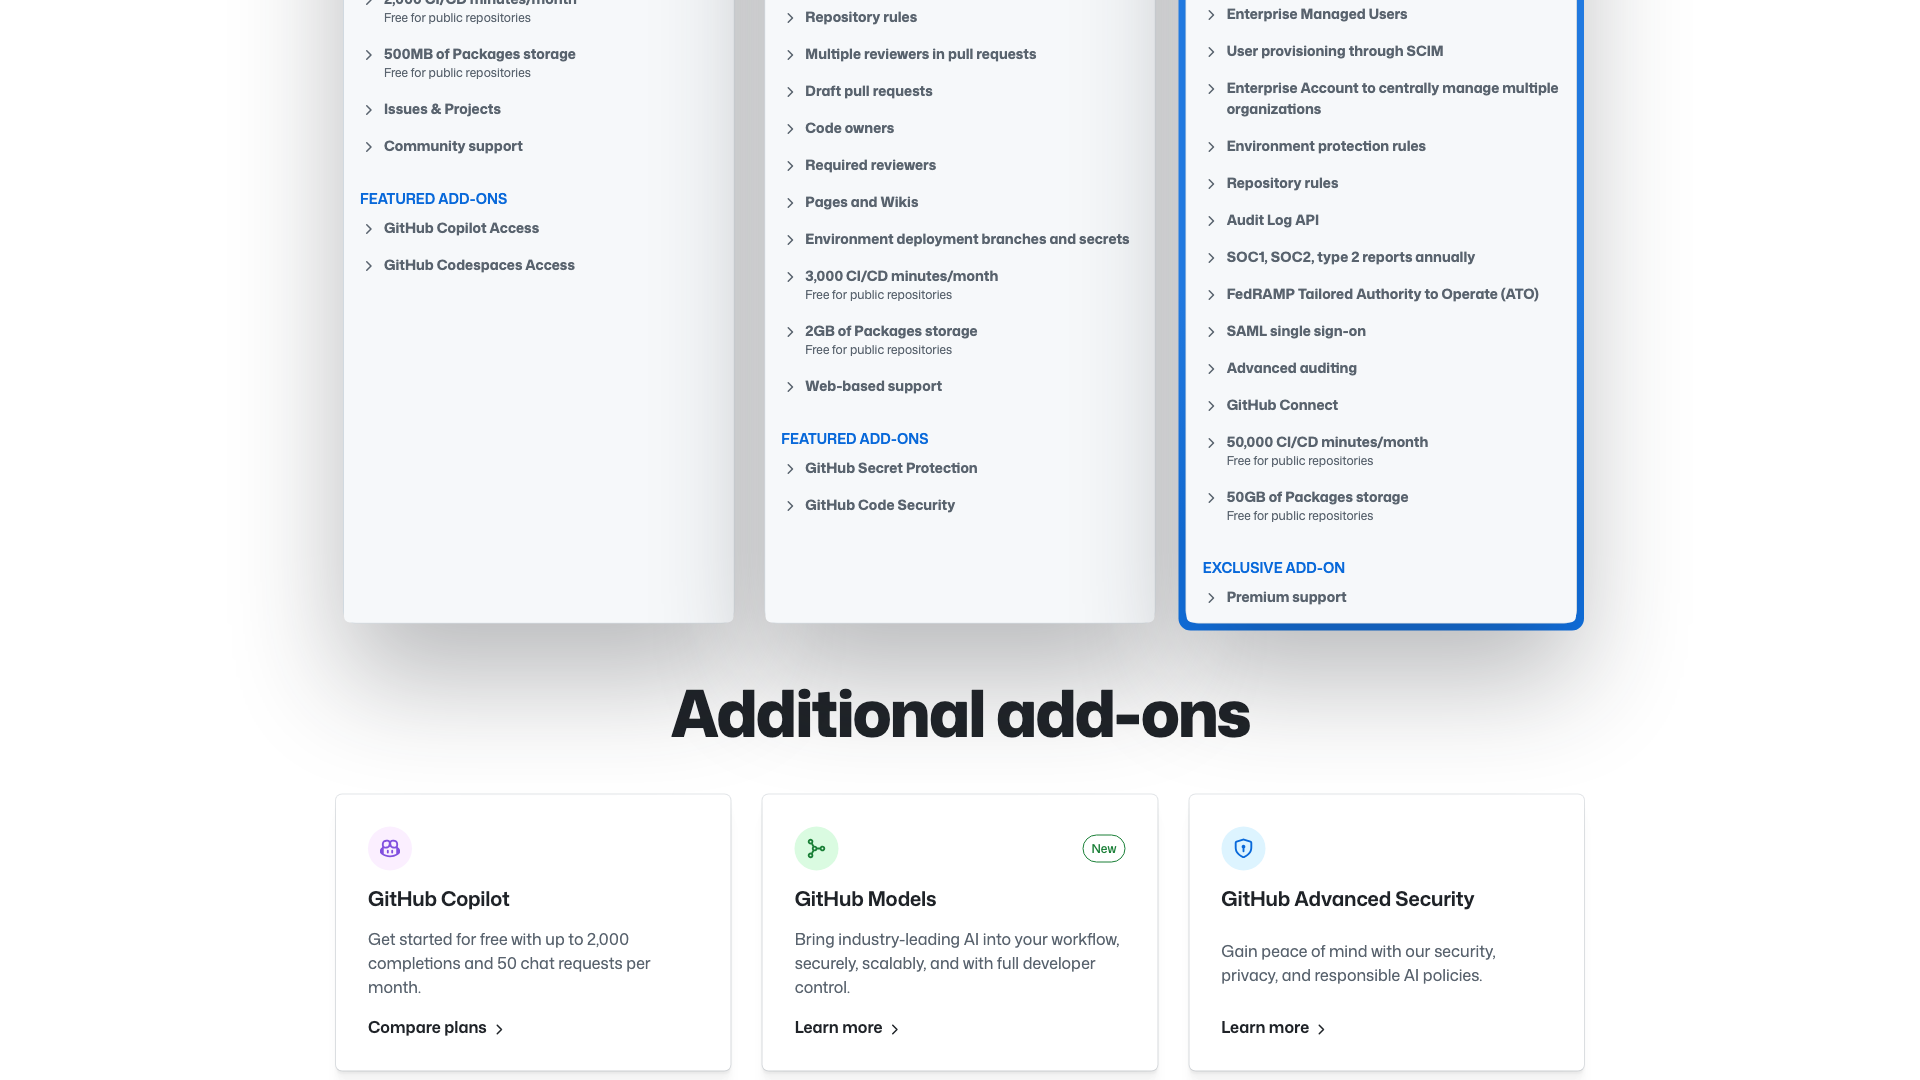 2,000 CI/CD minutes/month
Free for public repositories
500MB of Packages storage
Free for public repositories
Issues & Projects
Community support
FEATURED ADD-ONS
GitHub Copilot Access
GitHub Codespaces Access
Repository rules
Multiple reviewers in pull requests
Draft pull requests
Code owners
Required reviewers
Pages and Wikis
Environment deployment branches and secrets
3,000 CI/CD minutes/month
Free for public repositories
2GB of Packages storage
Free for public repositories
Web-based support
FEATURED ADD-ONS
GitHub Secret Protection
GitHub Code Security
Enterprise Managed Users
User provisioning through SCIM
Enterprise Account to centrally manage multiple
organizations
Environment protection rules
Repository rules
Audit Log API
SOC1, SOC2, type 2 reports annually
FedRAMP Tailored Authority to Operate (ATO)
SAML single sign-on
Advanced auditing
GitHub Connect
50,000 CI/CD minutes/month
Free for public repositories
50GB of Packages storage
Free for public repositories
EXCLUSIVE ADD-ON
Premium support
Additional add-ons
GitHub Copilot
Get started for free with up to 2,000
completions and 50 chat requests per
month.
Compare plans
New
GitHub Models
Bring industry-leading AI into your workflow,
securely, scalably, and with full developer
control.
Learn more
GitHub Advanced Security
Gain peace of mind with our security,
privacy, and responsible AI policies.
Learn more